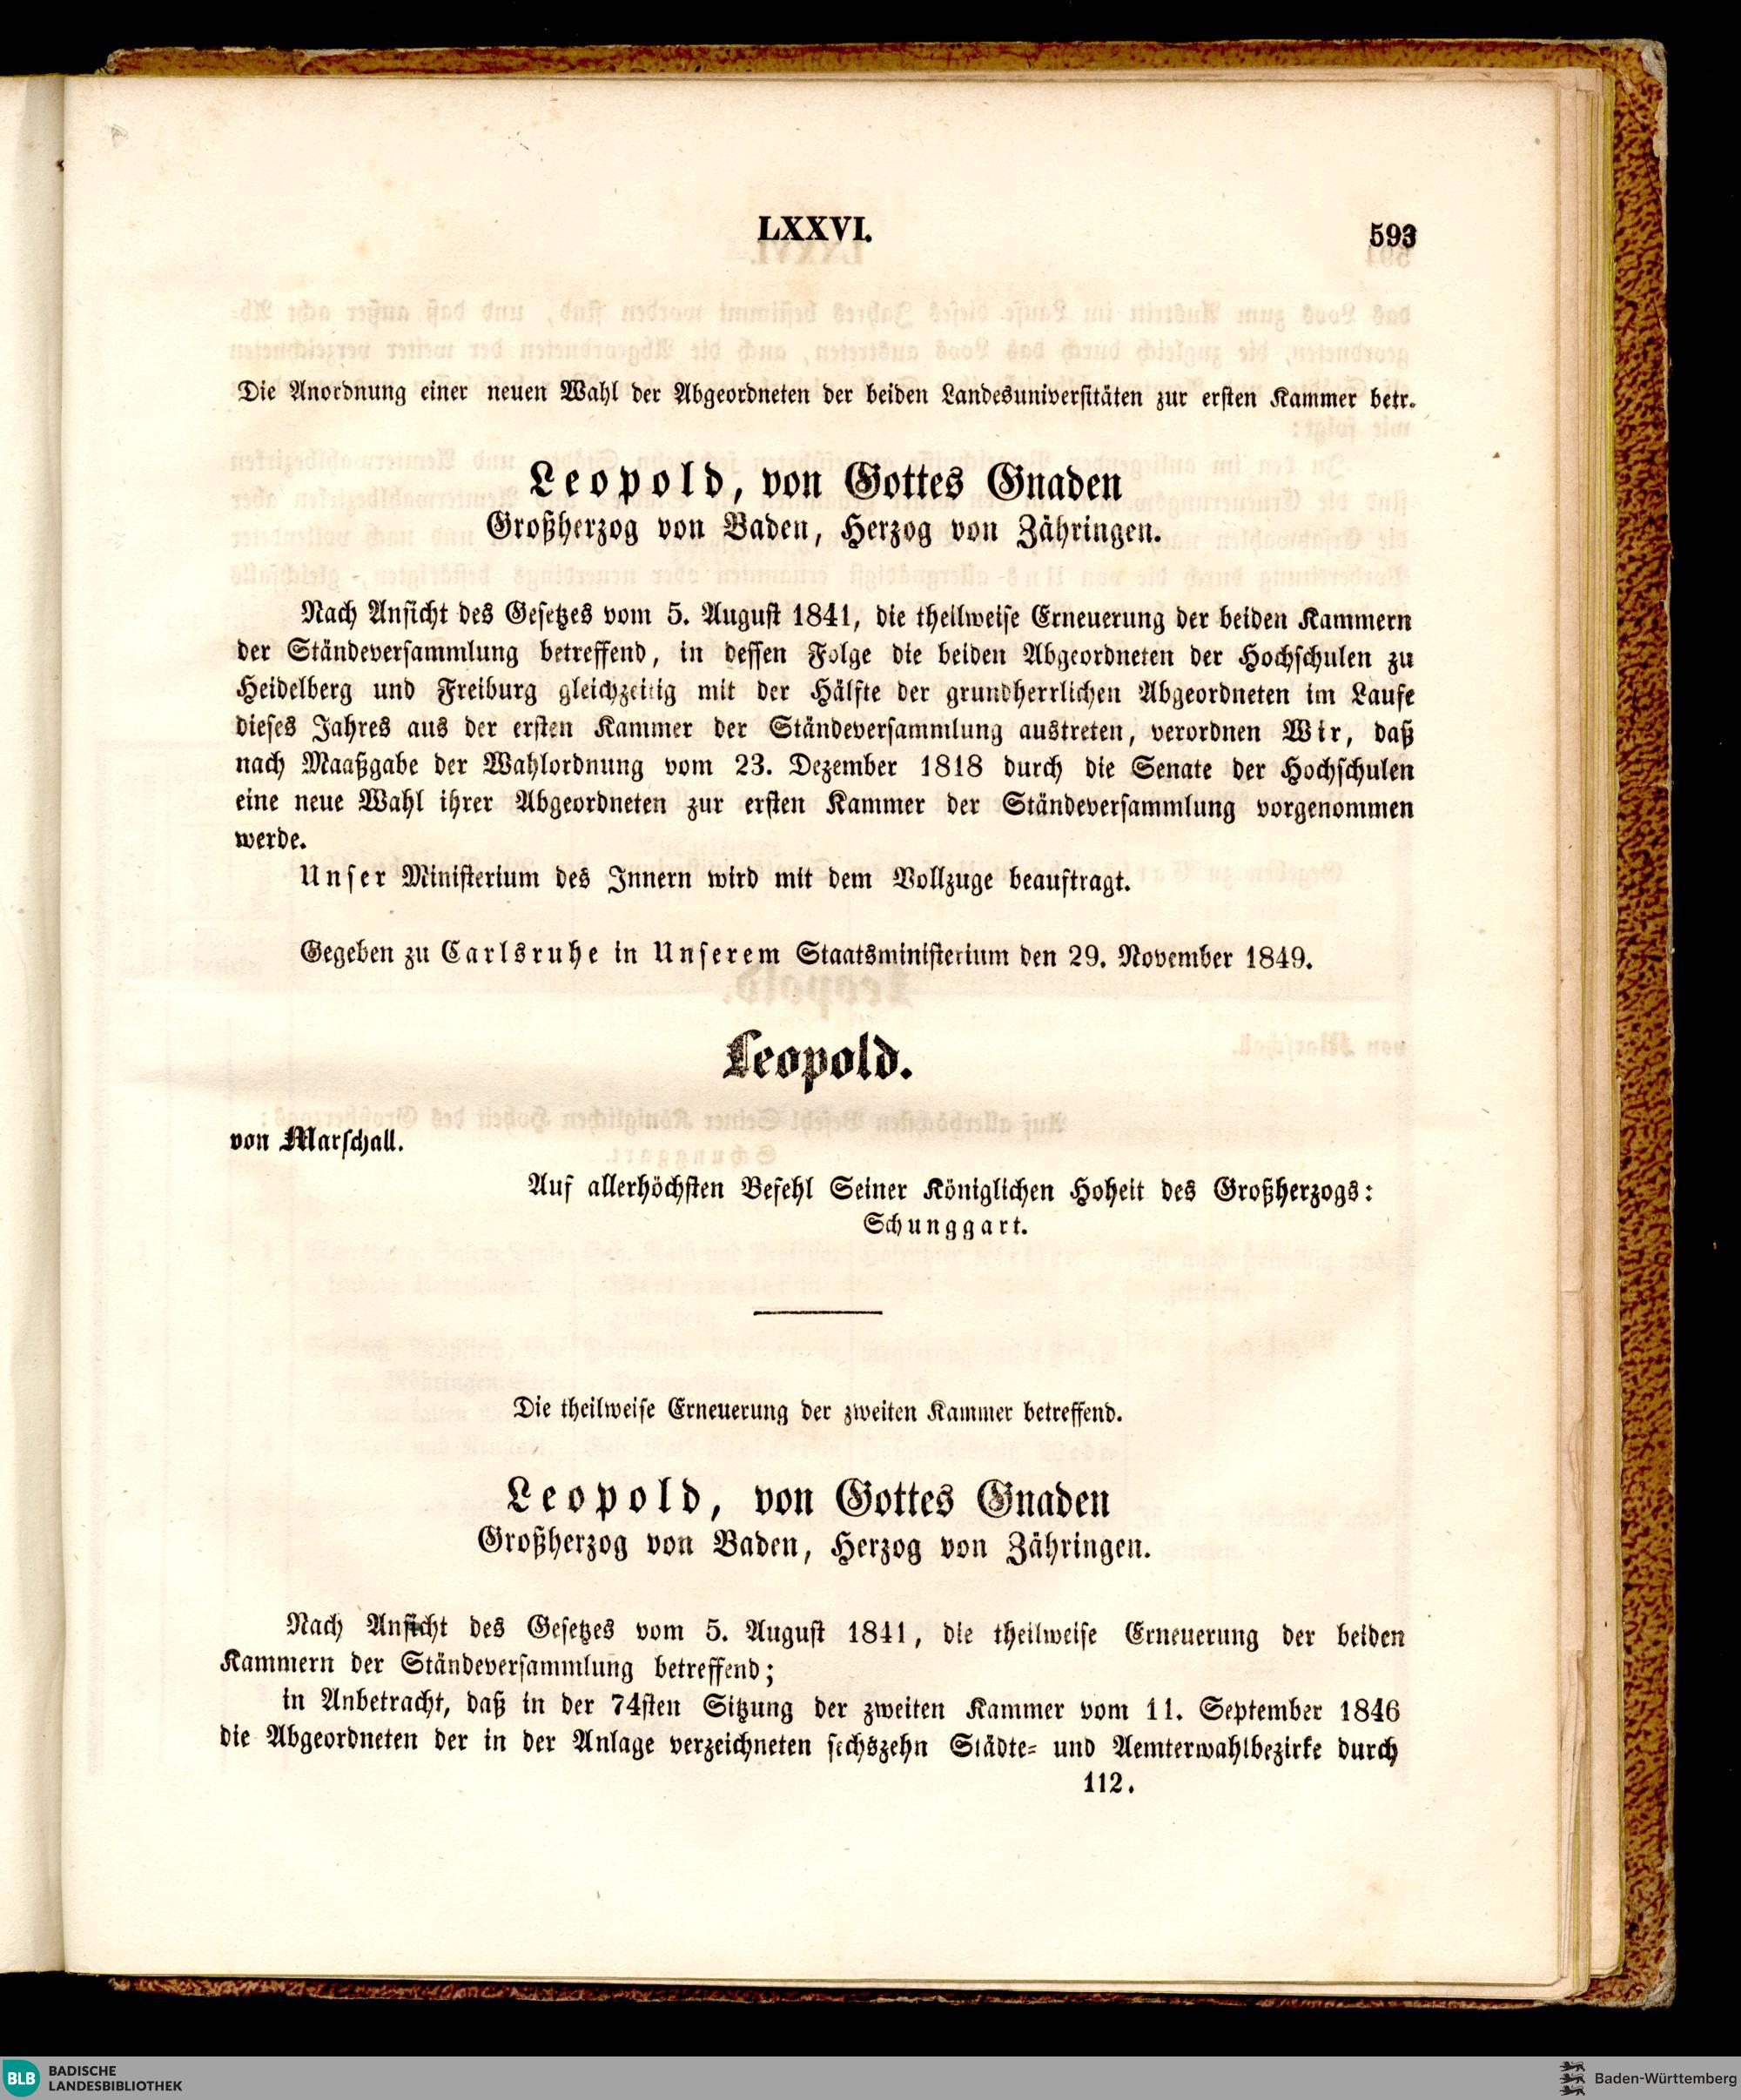 LXXVI.
593
Die Anordnung einer neuen Wahl der Abgeordneten der beiden Landesuniversitäten zur ersten Kammer betr.
Leopold, von Gottes Gnaden
Großherzog von Baden, Herzog von Zähringen.
Nach Ansicht des Gesetzes vom 5. August 1841, die theilweise Erneuerung der beiden Kammern
der Ständeversammlung betreffend, in dessen Folge die beiden Abgeordneten der Hochschulen zu
Heidelberg und Freiburg gleichzeitig mit der Hälfte der grundherrlichen Abgeordneten im Laufe
dieses Jahres aus der ersten Kammer der Ständeversammlung austreten, verordnen Wir, daß
nach Maaßgabe der Wahlordnung vom 23. Dezember 1818 durch die Senate der Hochschulen
eine neue Wahl ihrer Abgeordneten zur ersten Kammer der Ständeversammlung vorgenommen
werde.
Unser Ministerium des Innern wird mit dem Vollzuge beauftragt.
Gegeben zu Carlsruhe in Unserem Staatsministerium den 29. November 1849.
Leopold.
von Marschall.
Auf allerhöchsten Befehl Seiner Königlichen Hoheit des Großherzogs:
Schunggart.
Die theilweise Erneuerung der zweiten Kammer betreffend.
Leopold, von Gottes Gnaden
Großherzog von Baden, Herzog von Zähringen.
Nach Ansicht des Gesetzes vom 5. August 1841, die theilweise Erneuerung der beiden
Kammern der Ständeversammlung betreffend;
in Anbetracht, daß in der 74sten Sitzung der zweiten Kammer vom 11. September 1846
die Abgeordneten der in der Anlage verzeichneten sechszehn Städte- und Aemterwahlbezirke durch
112.
BLB BADISCHE
LANDESBIBLIOTHEK
Baden-Württemberg